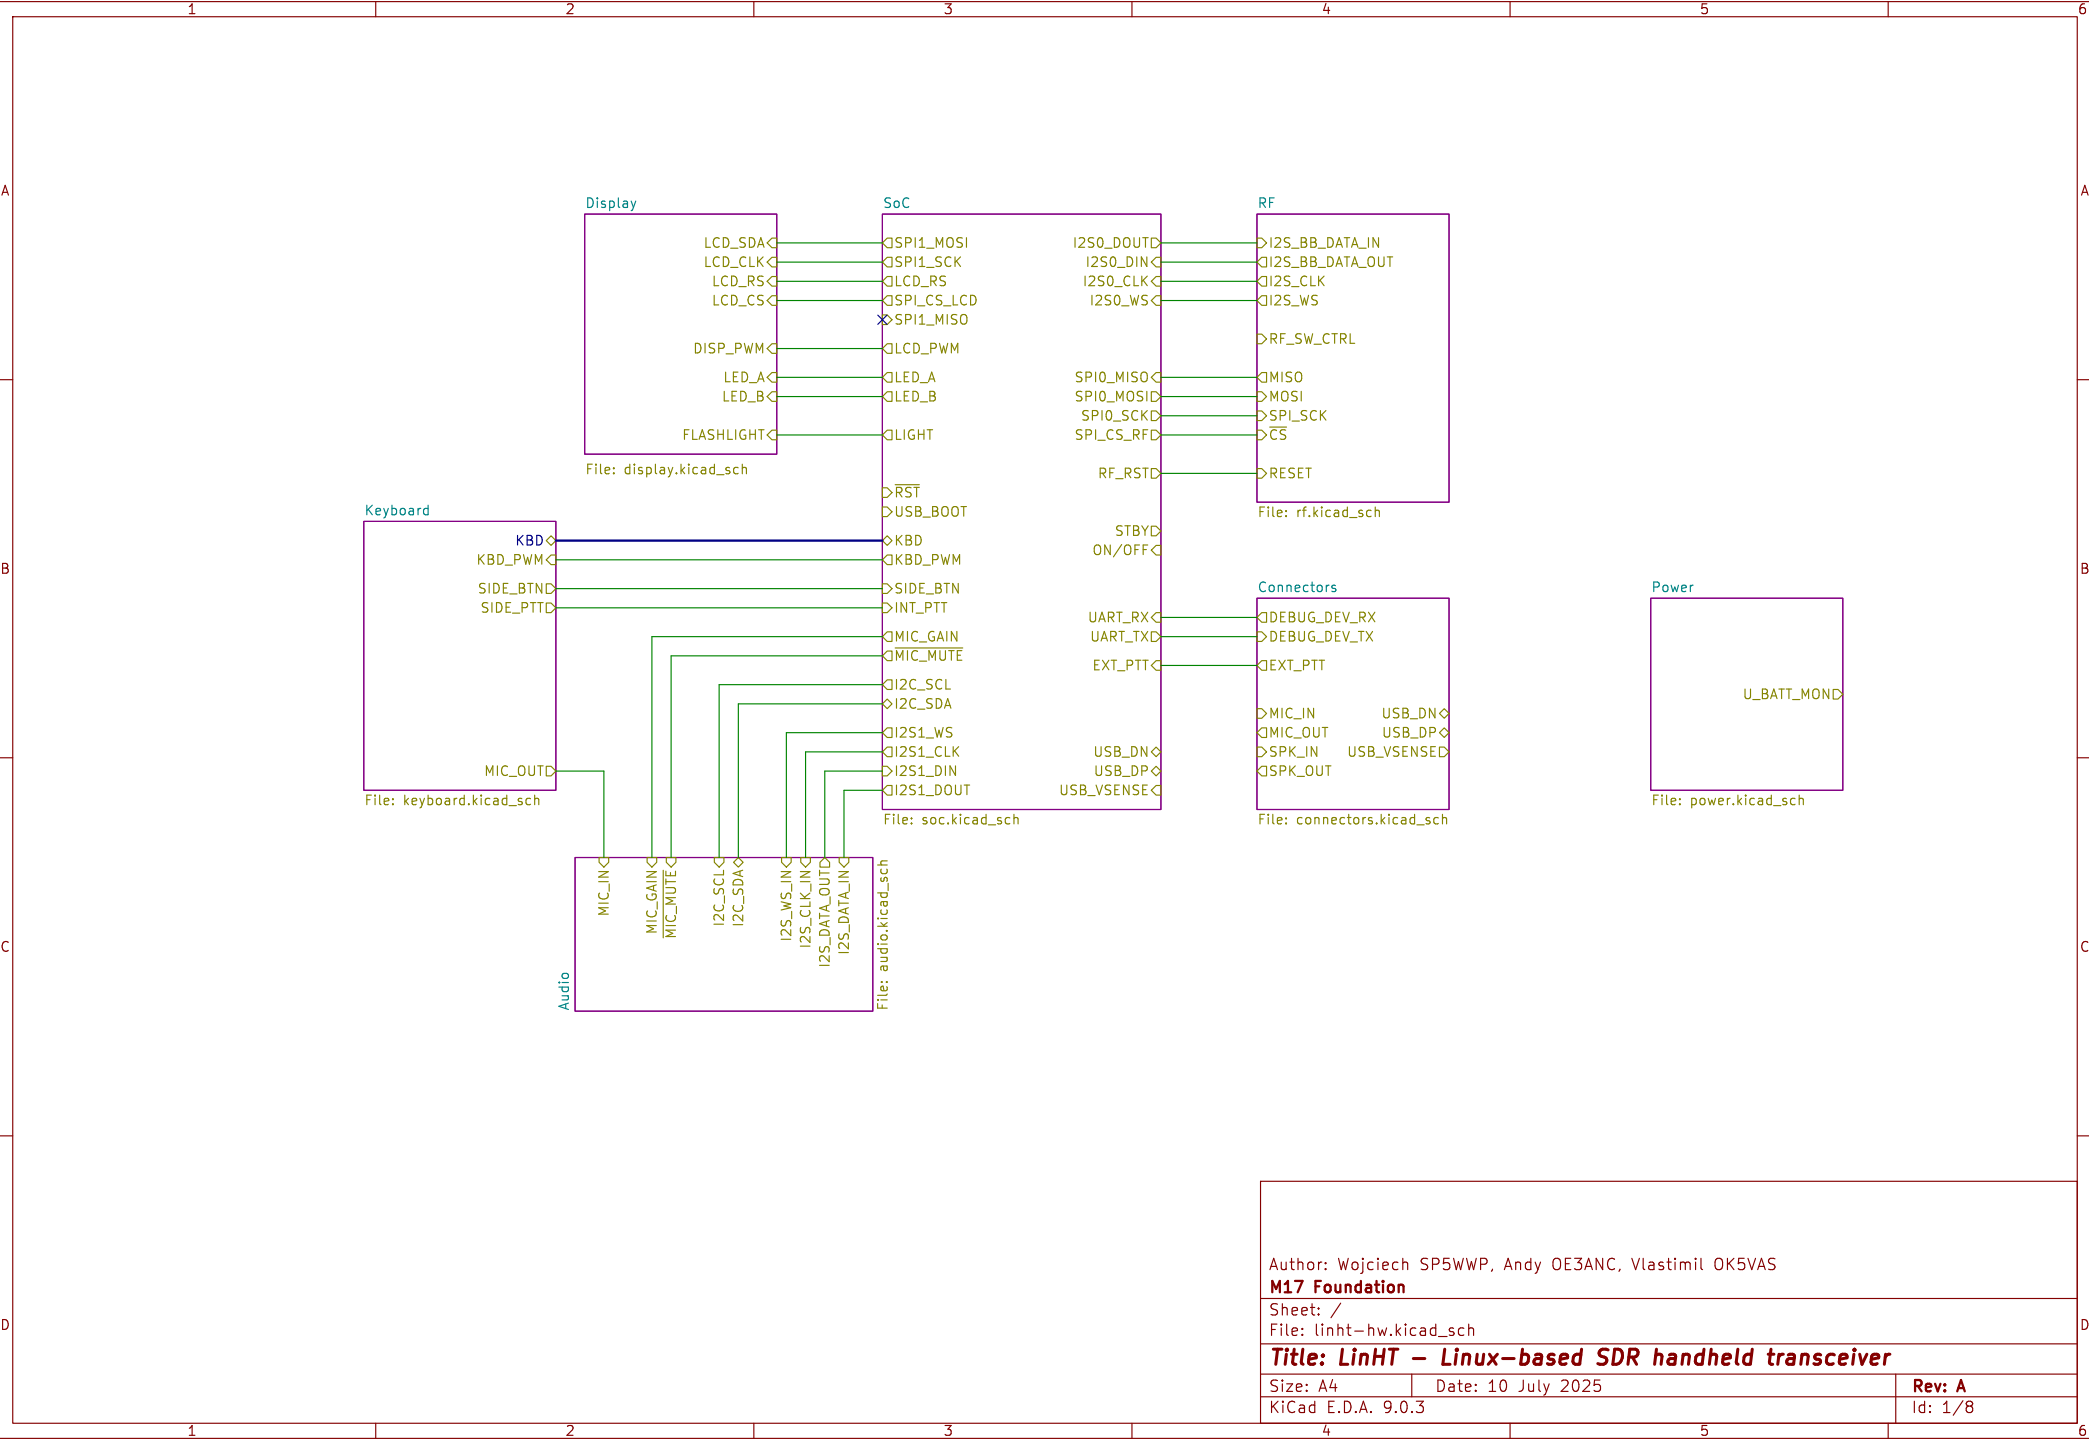 1 2 3 4 5 6
A A
Display
LCD_SDA
LCD_CLK
LCD_RS
LCD_CS
DISP_PWM
LED_A
LED_B
FLASHLIGHT
File: display.kicad_sch
SoC
SPI1_MOSI
SPI1_SCK
LCD_RS
SPI_CS_LCD
SPI1_MISO
LCD_PWM
LED_A
LED_B
LIGHT
RST
USB_BOOT
KBD
KBD_PWM
SIDE_BTN
INT_PTT
MIC_GAIN
MIC_MUTE
I2C_SCL
I2C_SDA
I2S1_WS
I2S1_CLK
I2S1_DIN
I2S1_DOUT
I2S0_DOUT
I2S0_DIN
I2S0_CLK
I2S0_WS
SPI0_MISO
SPI0_MOSI
SPI0_SCK
SPI_CS_RF
RF_RST
STBY
ON/OFF
UART_RX
UART_TX
EXT_PTT
USB_DN
USB_DP
USB_VSENSE
File: soc.kicad_sch
RF
I2S_BB_DATA_IN
I2S_BB_DATA_OUT
I2S_CLK
I2S_WS
RF_SW_CTRL
MISO
MOSI
SPI_SCK
CS
RESET
File: rf.kicad_sch
B B
Keyboard
KBD
KBD_PWM
SIDE_BTN
SIDE_PTT
MIC_OUT
File: keyboard.kicad_sch
Connectors
DEBUG_DEV_RX
DEBUG_DEV_TX
EXT_PTT
MIC_IN
MIC_OUT
SPK_IN
SPK_OUT
USB_DN
USB_DP
USB_VSENSE
File: connectors.kicad_sch
Power
U_BATT_MON
File: power.kicad_sch
C C
Audio
MIC_IN
MIC_GAIN
MIC_MUTE
I2C_SCL
I2C_SDA
I2S_WS_IN
I2S_CLK_IN
I2S_DATA_OUT
I2S_DATA_IN
File: audio.kicad_sch
D D
Author: Wojciech SP5WWP, Andy OE3ANC, Vlastimil OK5VAS
M17 Foundation
Sheet: /
File: linht-hw.kicad_sch
Title: LinHT - Linux-based SDR handheld transceiver
Size: A4 Date: 10 July 2025 Rev: A
KiCad E.D.A. 9.0.3 Id: 1/8
1 2 3 4 5 6